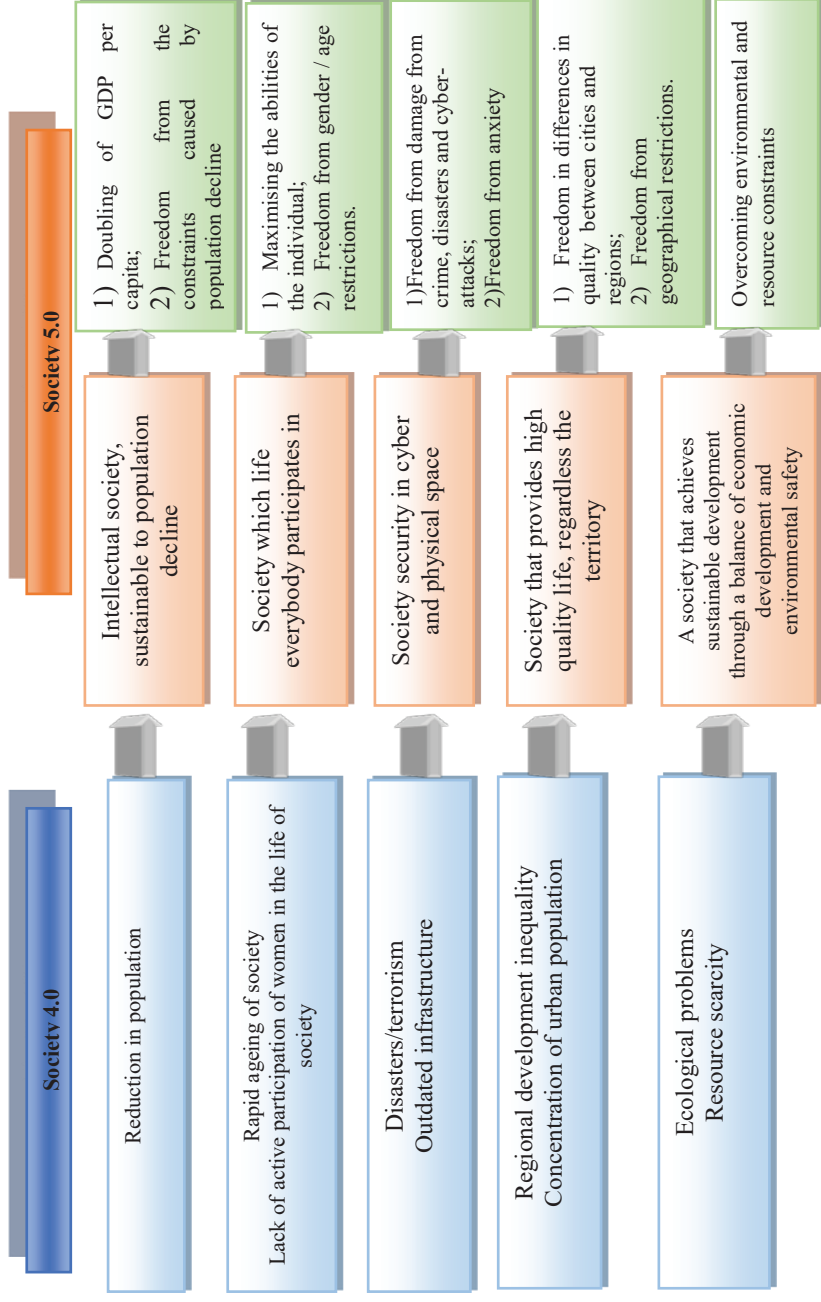 Society 4.0
Society 5.0
Reduction in population
Intellectual society,
sustainable to population
decline
1) Doubling of GDP per
capita;
2) Freedom from the
constraints caused by
population decline
Rapid ageing of society
Lack of active participation of women in the life of
society
Society which life
everybody participates in
1) Maximising the abilities of
the individual;
2) Freedom from gender / age
restrictions.
Disasters/terrorism
Outdated infrastructure
Society security in cyber
and physical space
1)Freedom from damage from
crime, disasters and cyber-
attacks;
2)Freedom from anxiety
Regional development inequality
Concentration of urban population
Society that provides high
quality life, regardless the
territory
1) Freedom in differences in
quality between cities and
regions;
2) Freedom from
geographical restrictions.
Ecological problems
Resource scarcity
A society that achieves
sustainable development
through a balance of economic
development and
environmental safety
Overcoming environmental and
resource constraints